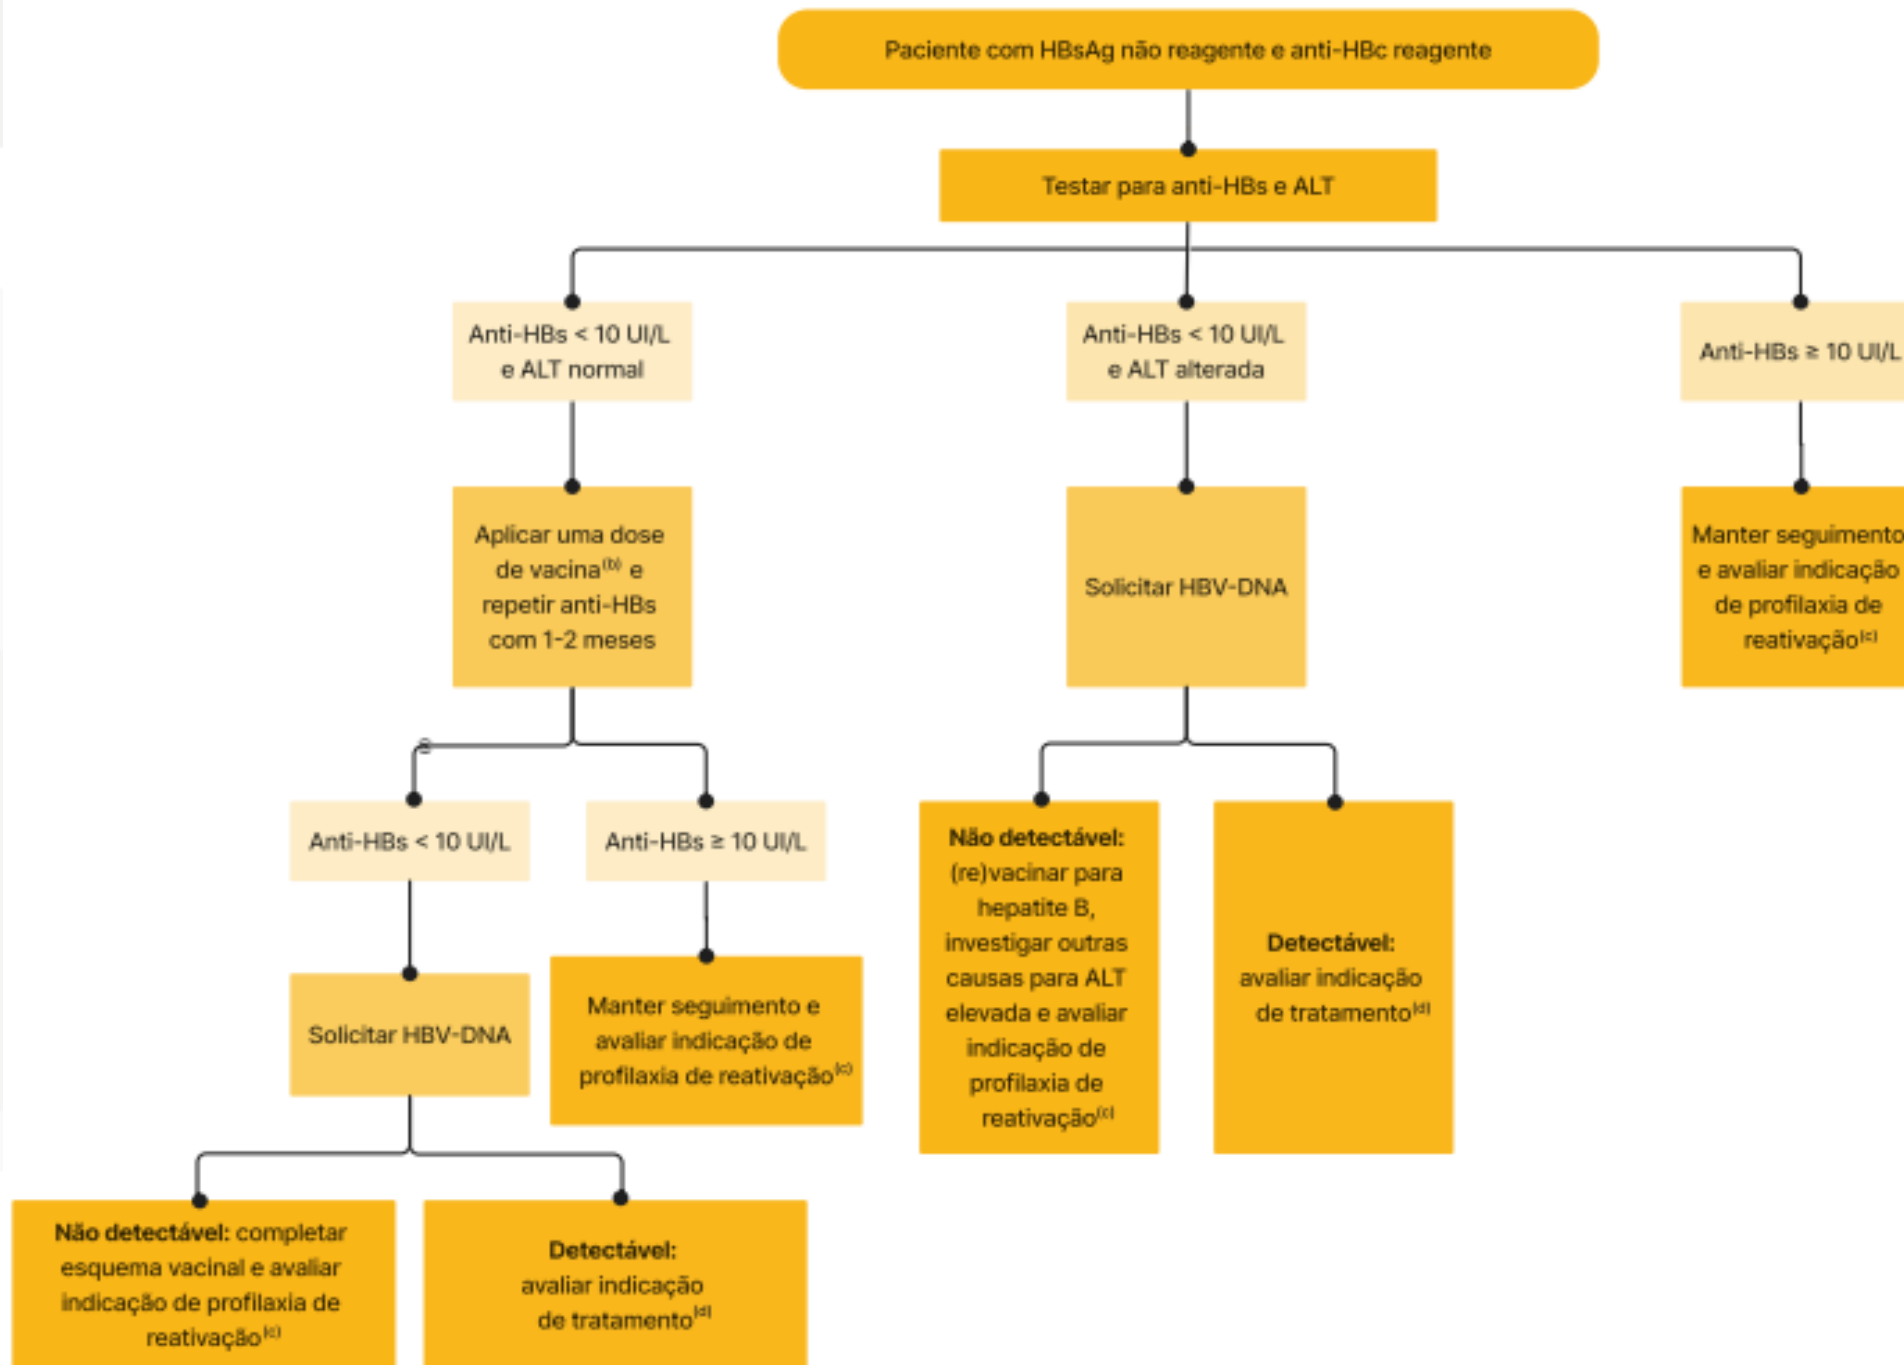 Paciente com HBsAg não reagente e anti-HBc reagente
Testar para anti-HBs e ALT
Anti-HBs < 10 UI/L
e ALT normal
Anti-HBs < 10 UI/L
e ALT alterada
Anti-HBs ≥ 10 UI/L
Aplicar uma dose
de vacina(b) e
repetir anti-HBs
com 1-2 meses
Solicitar HBV-DNA
Manter seguimento
e avaliar indicação
de profilaxia de
reativação(c)
Anti-HBs < 10 UI/L
Anti-HBs ≥ 10 UI/L
Não detectável:
(re)vacinar para
hepatite B,
investigar outras
causas para ALT
elevada e avaliar
indicação de
profilaxia de
reativação(c)
Detectável:
avaliar indicação
de tratamento(d)
Solicitar HBV-DNA
Manter seguimento e
avaliar indicação de
profilaxia de reativação(c)
Não detectável: completar
esquema vacinal e avaliar
indicação de profilaxia de
reativação(c)
Detectável:
avaliar indicação
de tratamento(d)